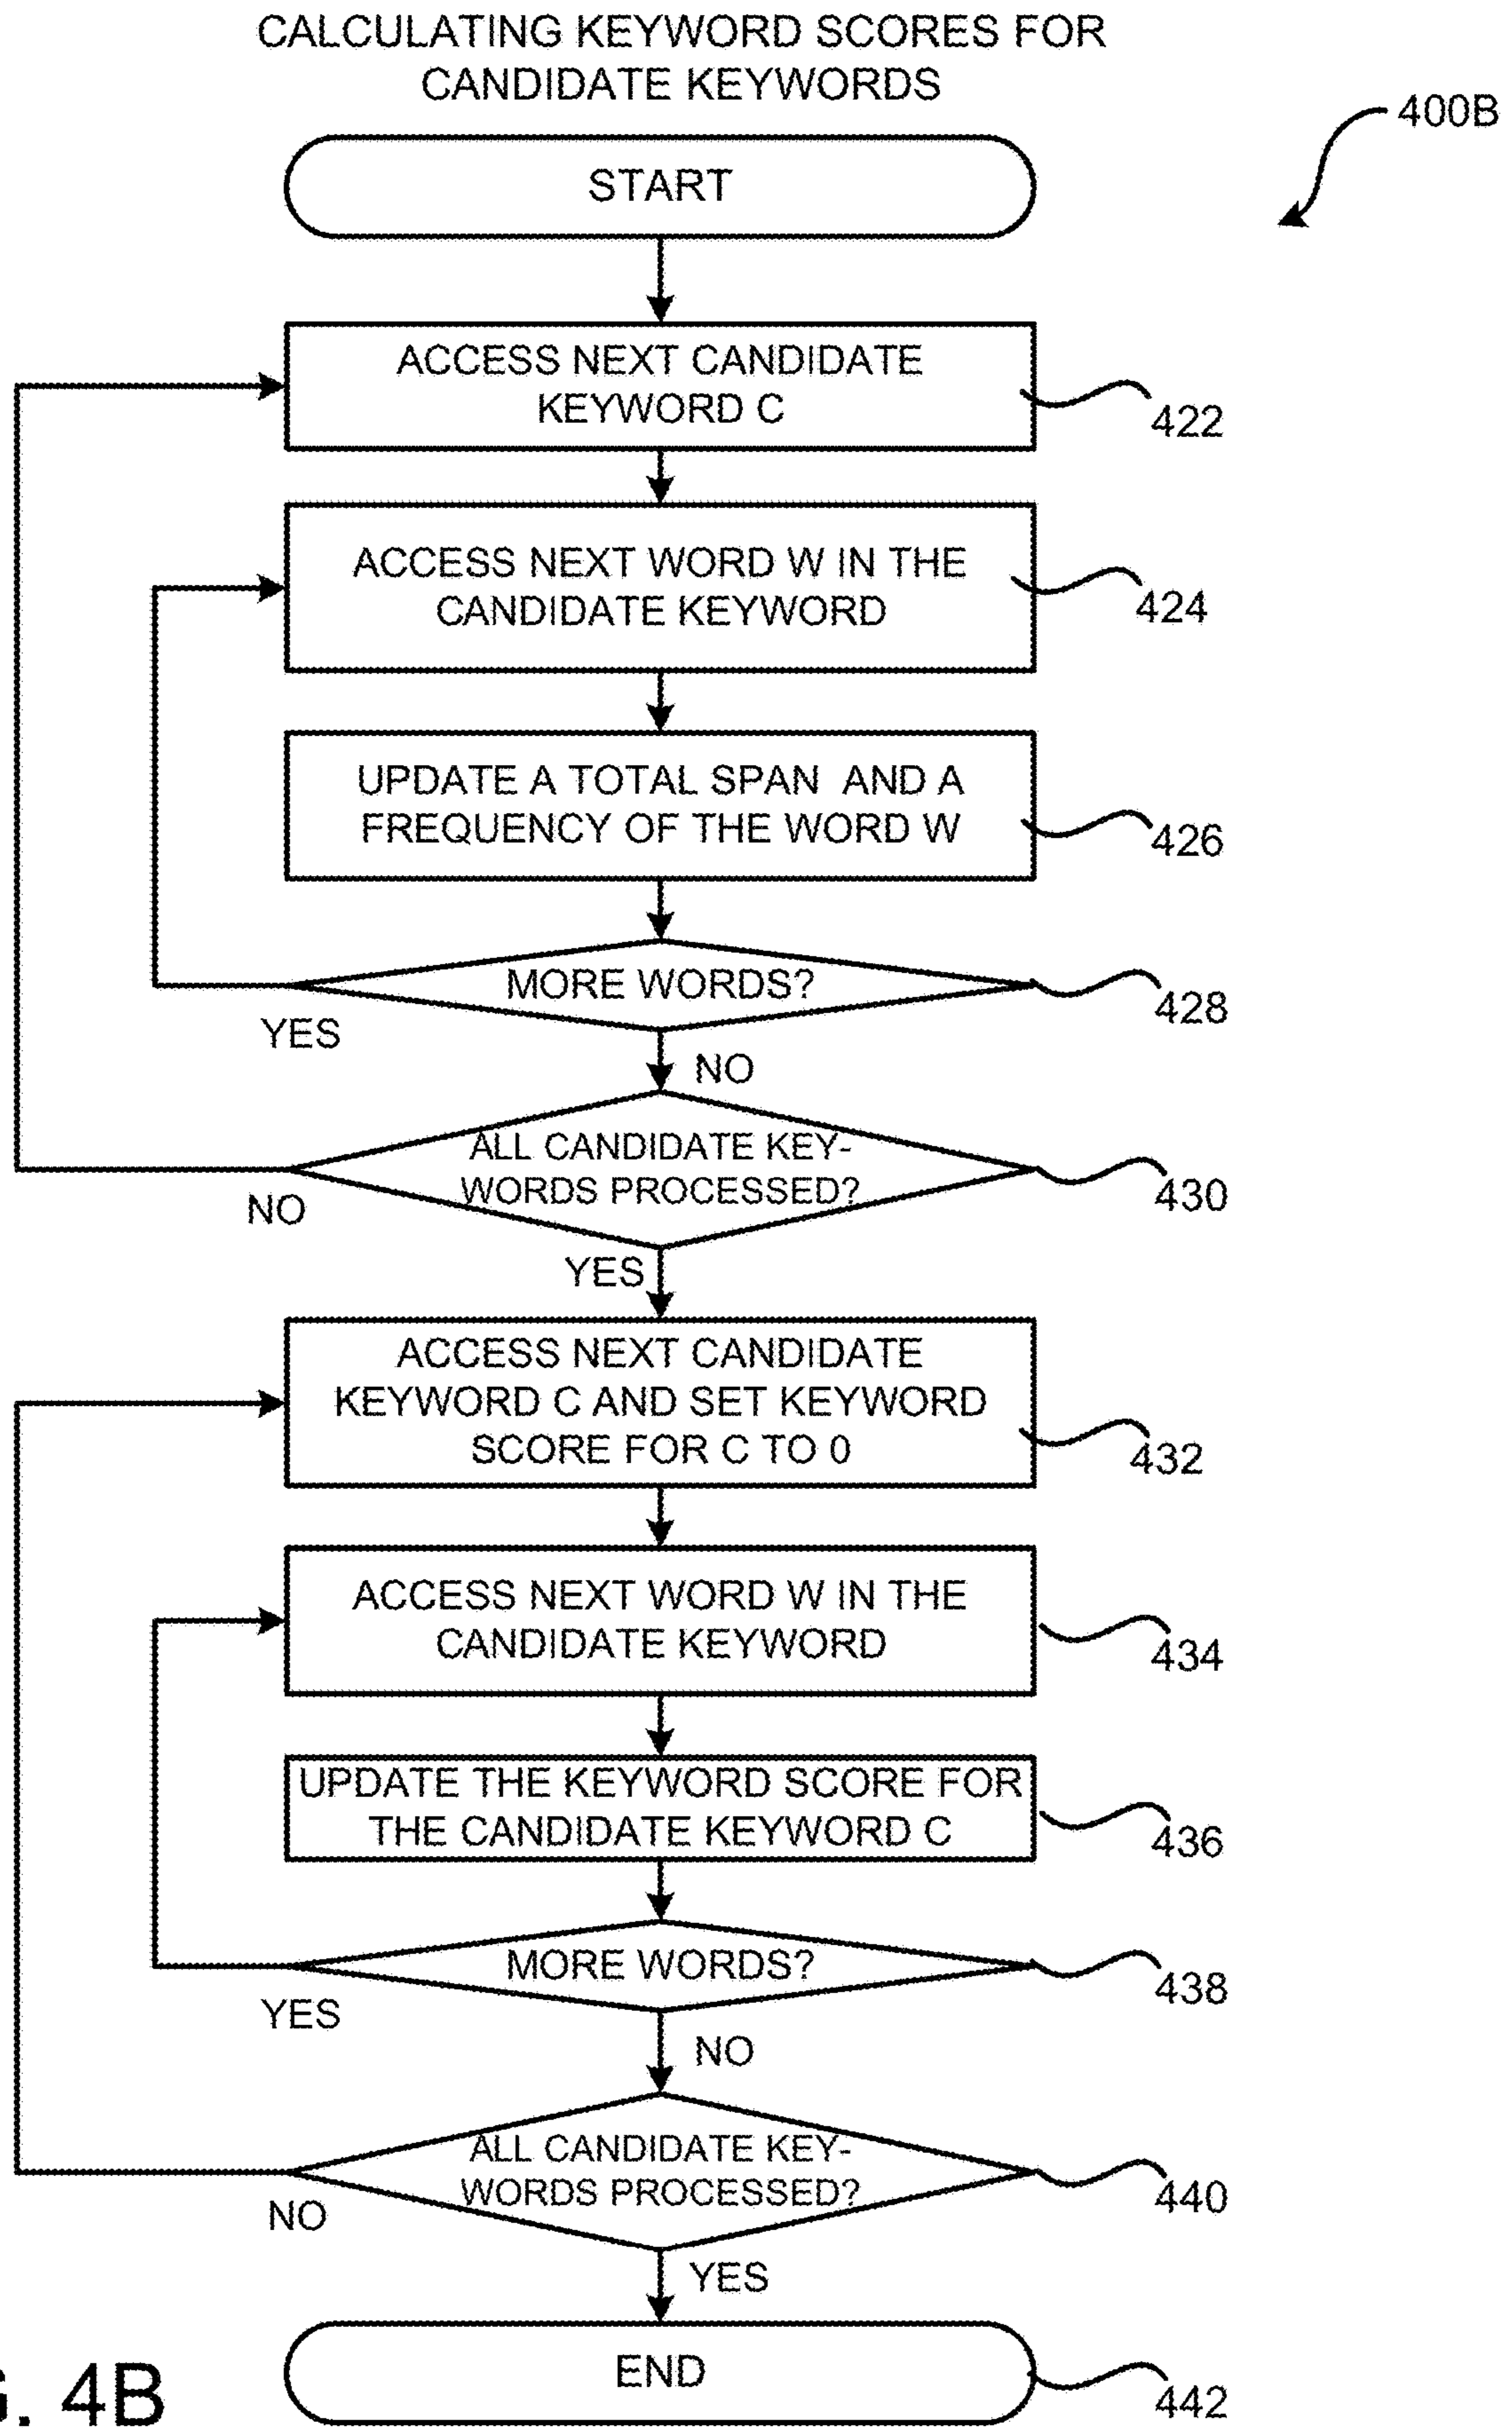 CALCULATING KEYWORD SCORES FOR
CANDIDATE KEYWORDS
400B
START
ACCESS NEXT CANDIDATE
KEYWORD C
422
ACCESS NEXT WORD W IN THE
CANDIDATE KEYWORD
424
UPDATE A TOTAL SPAN AND A
FREQUENCY OF THE WORD W
426
MORE WORDS?
428
YES
NO
ALL CANDIDATE KEY-
WORDS PROCESSED?
430
NO
YES
ACCESS NEXT CANDIDATE
KEYWORD C AND SET KEYWORD
SCORE FOR C TO 0
432
ACCESS NEXT WORD W IN THE
CANDIDATE KEYWORD
434
UPDATE THE KEYWORD SCORE FOR
THE CANDIDATE KEYWORD C
436
MORE WORDS?
438
YES
NO
ALL CANDIDATE KEY-
WORDS PROCESSED?
440
NO
YES
END
442
G. 4B